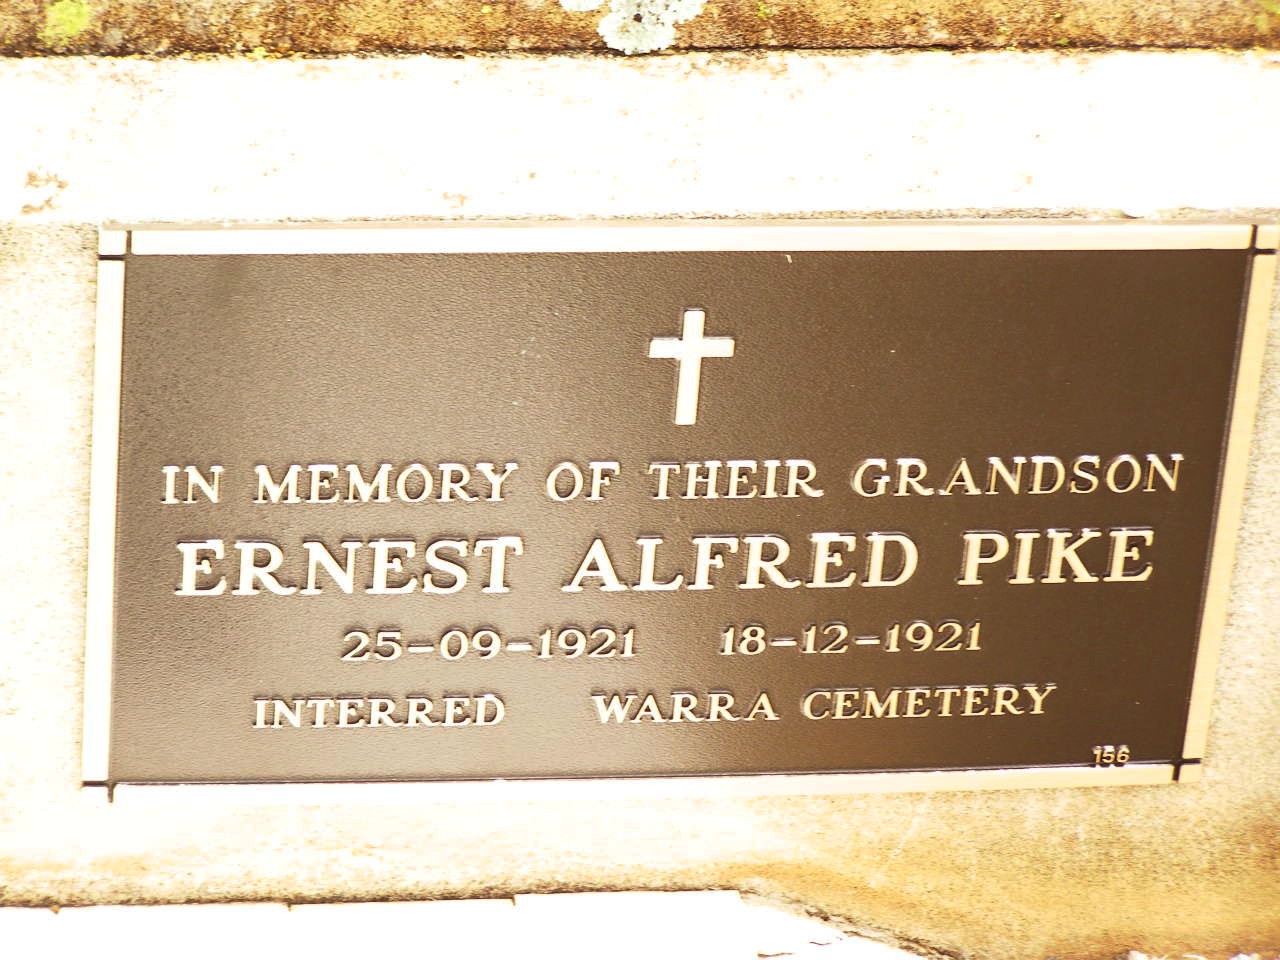 IN MEMORY OF THEIR GRANDSON
ERNEST ALFRED PIKE
25-09-1921 18-12-1921
INTERRED WARRA CEMETERY
156